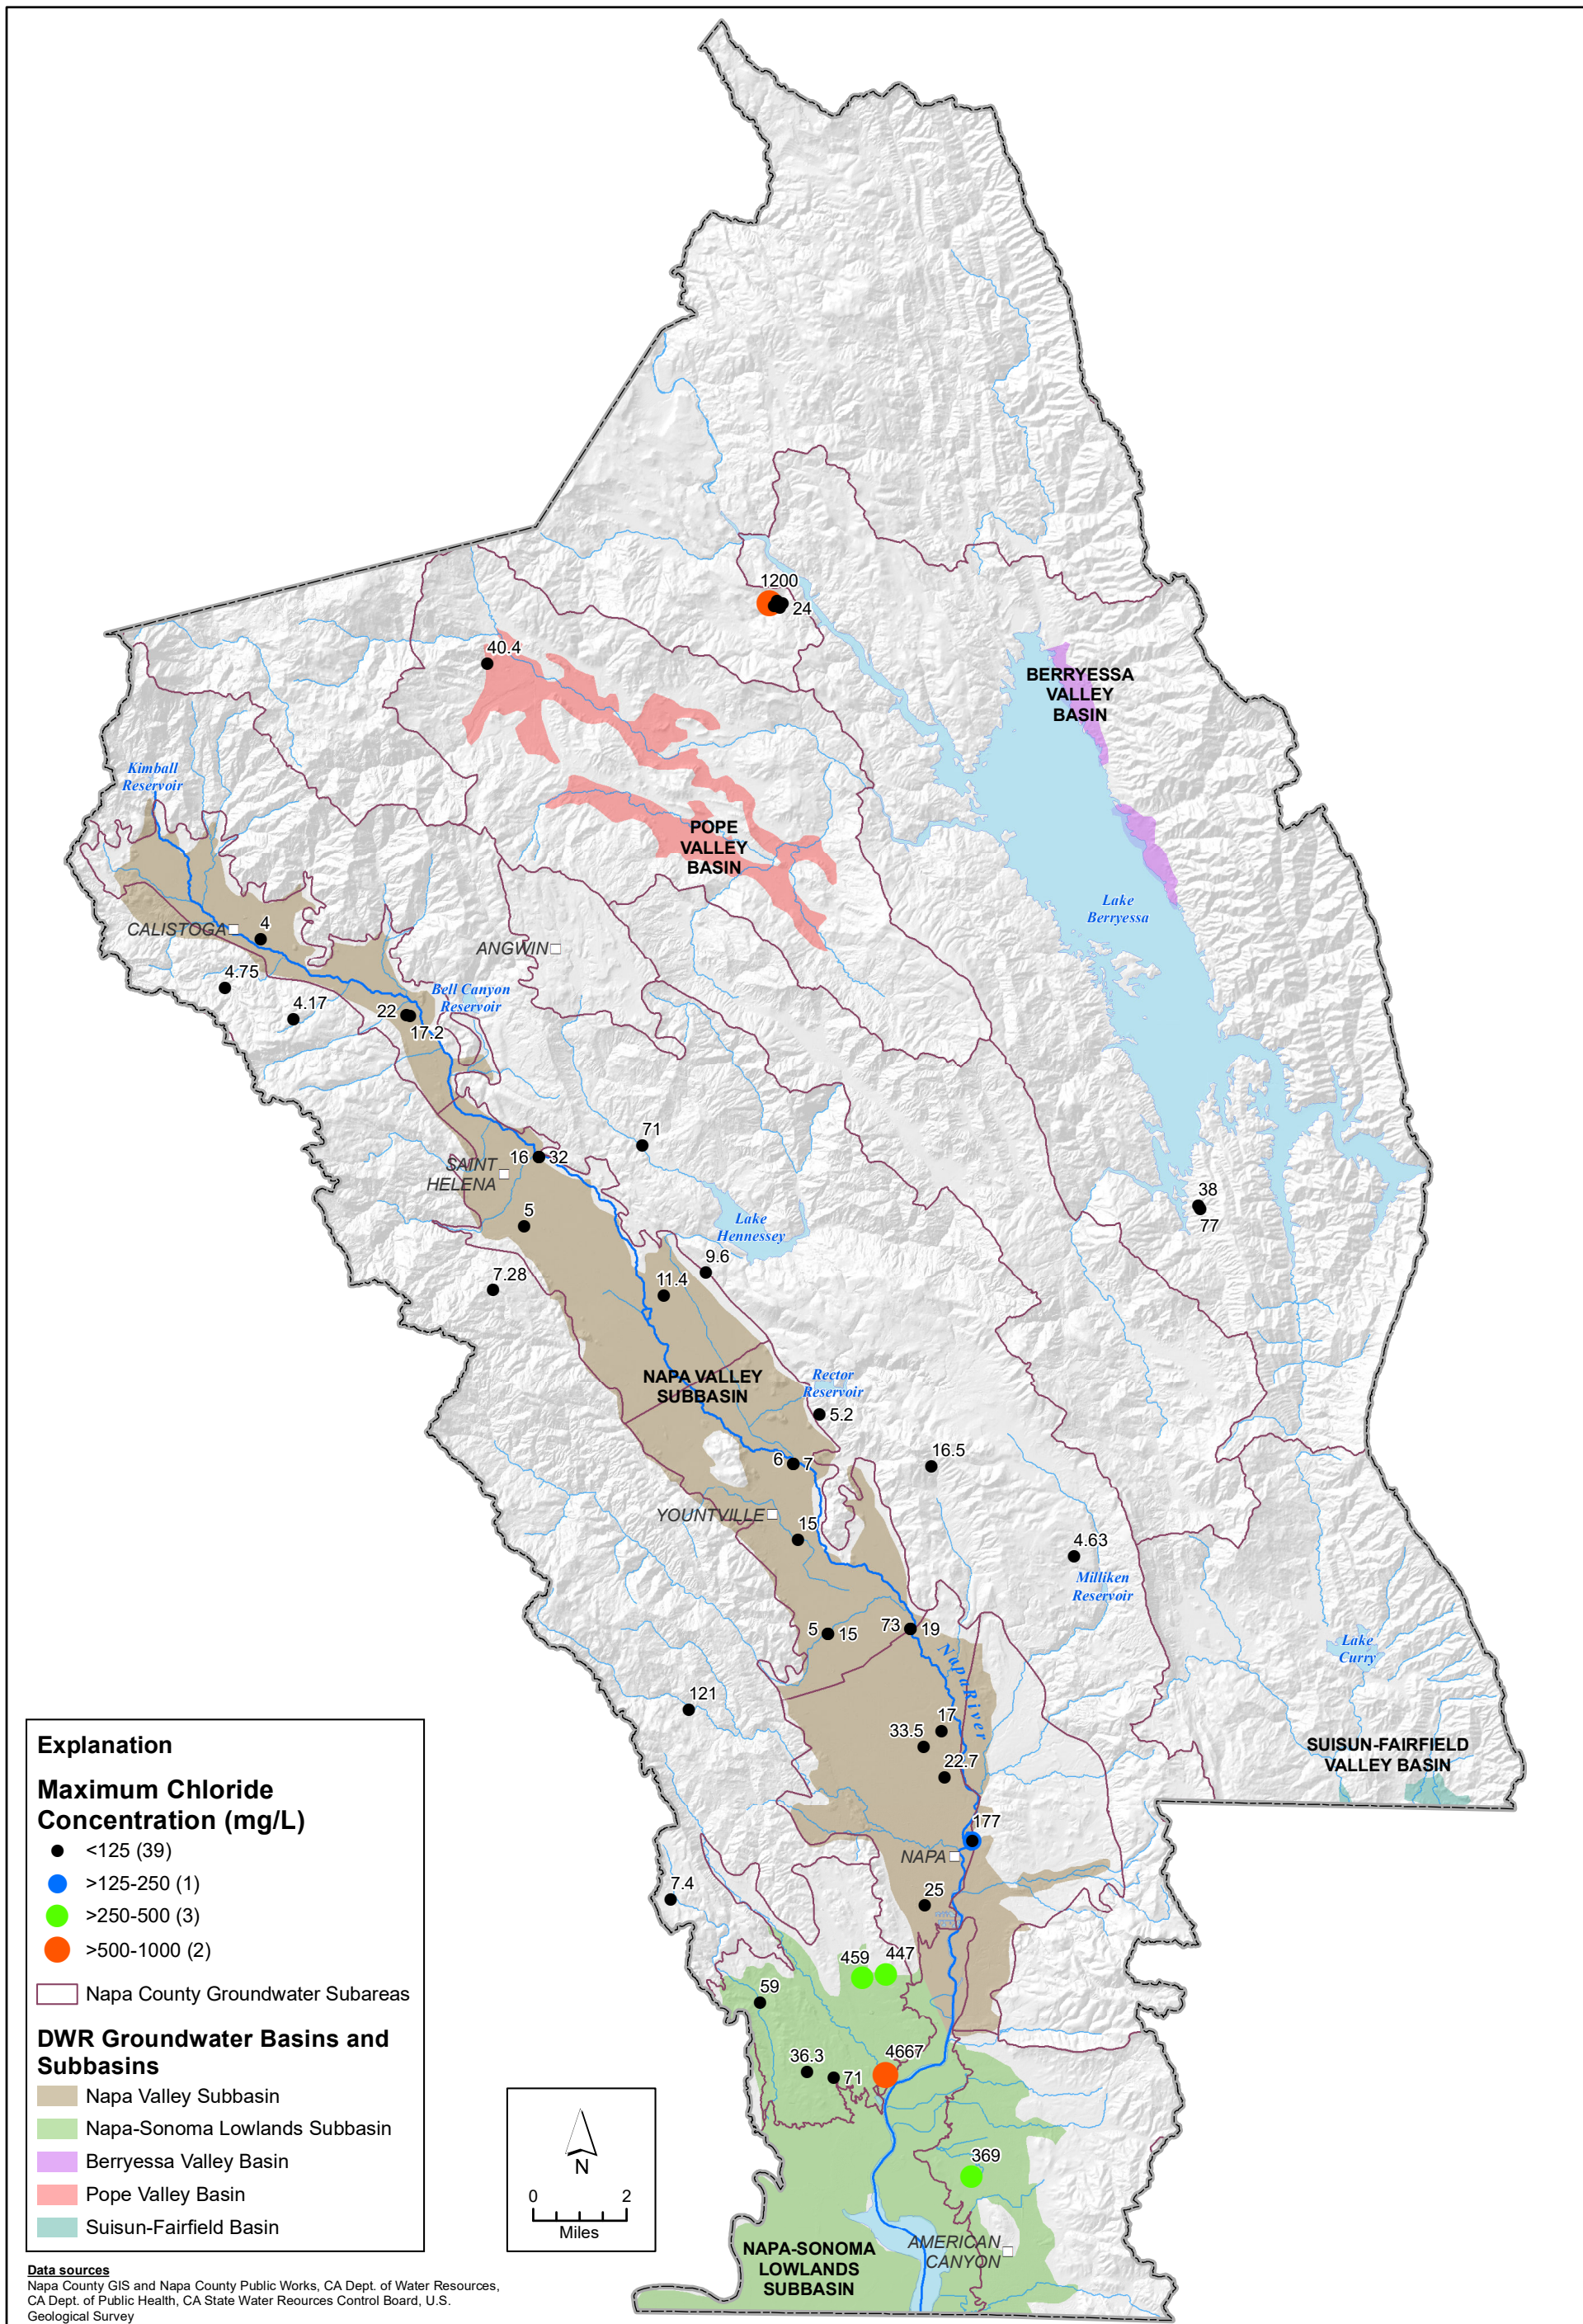 1200
24
40.4
BERRYESSA
VALLEY
BASIN
Kimball
Reservoir
POPE
VALLEY
BASIN
Lake
Berryessa
CALISTOGA
4
ANGWIN
4.75
4.17
Bell Canyon
Reservoir
22
17.2
71
16
32
SAINT
HELENA
38
77
5
Lake
Hennessey
9.6
7.28
11.4
NAPA VALLEY
SUBBASIN
Rector
Reservoir
5.2
6
7
16.5
YOUNTVILLE
15
4.63
Milliken
Reservoir
5
15
73
19
Napa River
Lake
Curry
121
17
33.5
22.7
SUISUN-FAIRFIELD
VALLEY BASIN
177
NAPA
7.4
25
459
447
59
4667
36.3
71
369
AMERICAN
CANYON
NAPA-SONOMA
LOWLANDS
SUBBASIN
Explanation
Maximum Chloride
Concentration (mg/L)
<125 (39)
>125-250 (1)
>250-500 (3)
>500-1000 (2)
Napa County Groundwater Subareas
DWR Groundwater Basins and
Subbasins
Napa Valley Subbasin
Napa-Sonoma Lowlands Subbasin
Berryessa Valley Basin
Pope Valley Basin
Suisun-Fairfield Basin
N
0 2
Miles
Data sources
Napa County GIS and Napa County Public Works, CA Dept. of Water Resources,
CA Dept. of Public Health, CA State Water Reources Control Board, U.S.
Geological Survey